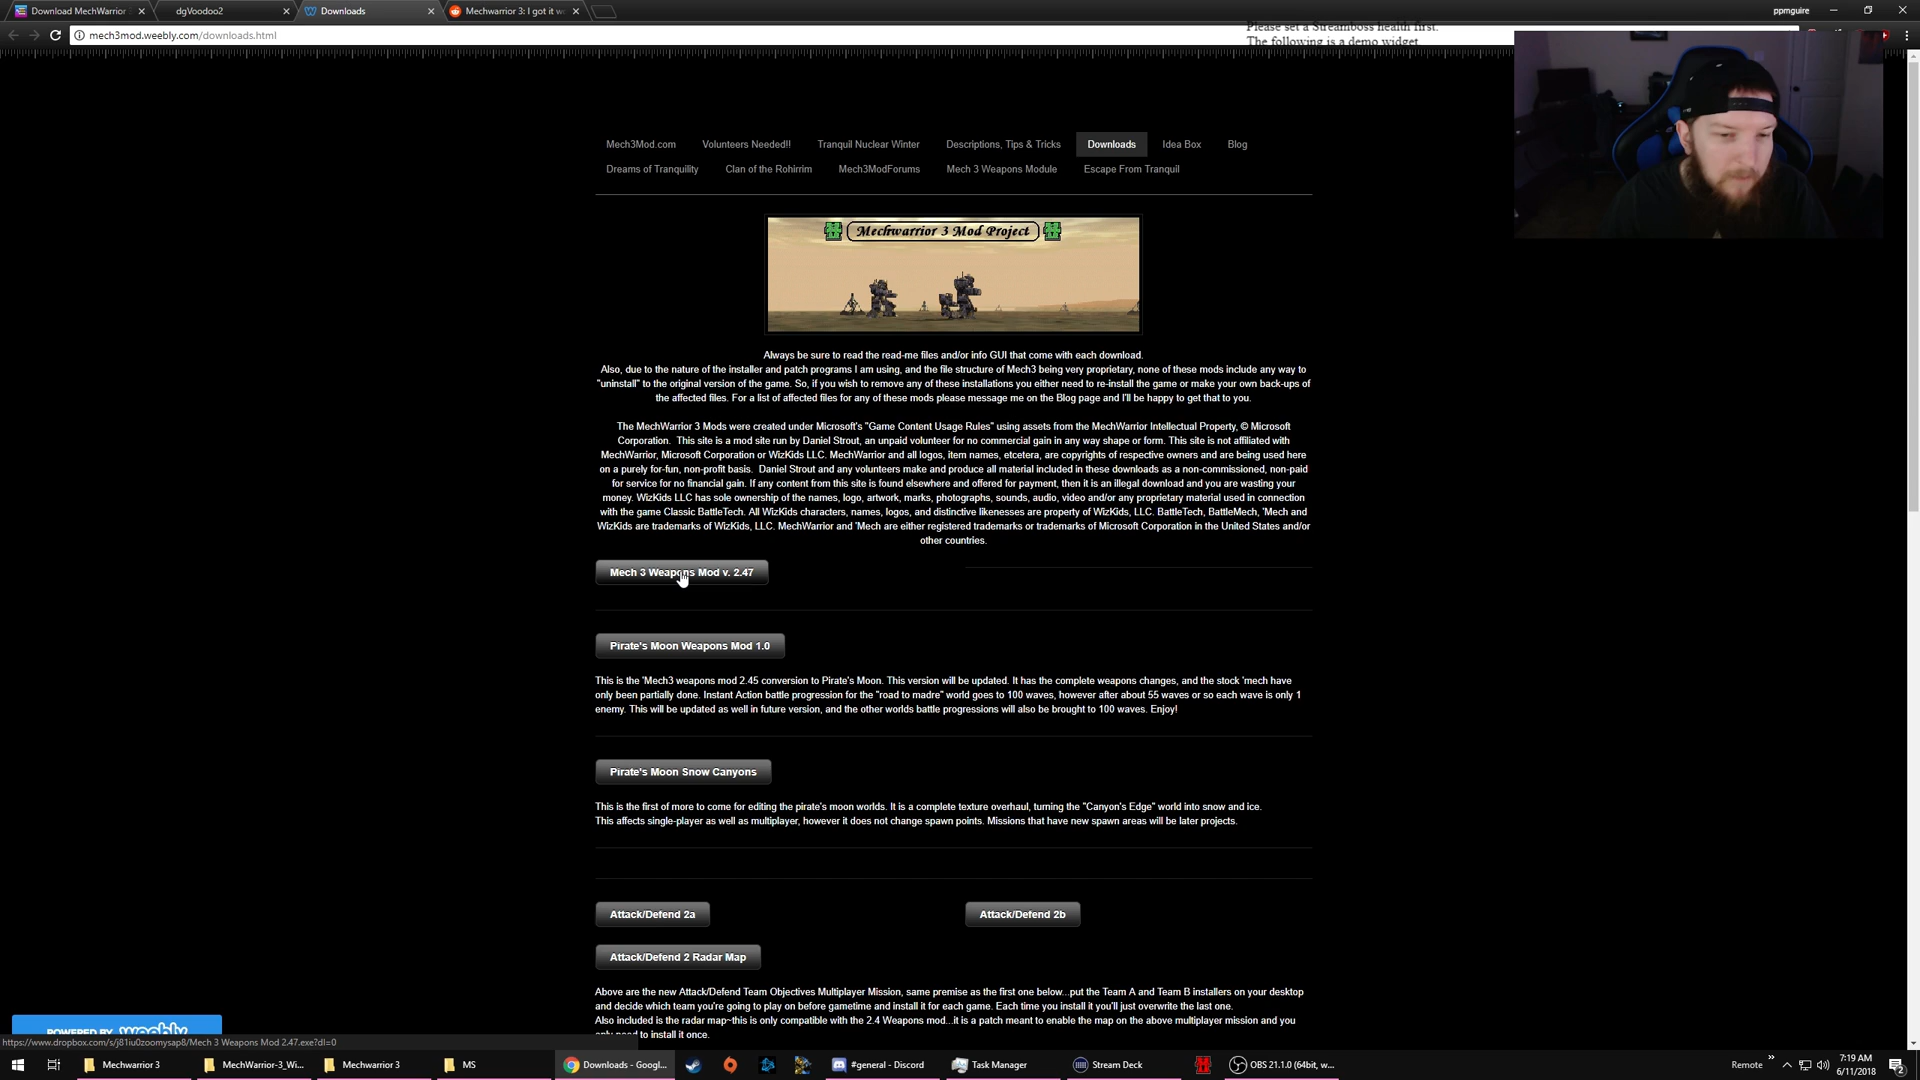 Download MechWarrior
dgVoodoo2
Downloads
Mechwarrior 3: I got it w
ppmguire
mech3mod.weebly.com/downloads.html
Please set a Streamboss health first.
The following is a demo widget.
Mech3Mod.com
Volunteers Needed!!
Tranquil Nuclear Winter
Descriptions, Tips & Tricks
Downloads
Idea Box
Blog
Dreams of Tranquility
Clan of the Rohirrim
Mech3ModForums
Mech 3 Weapons Module
Escape From Tranquil
Mechwarrior 3 Mod Project
Always be sure to read the read-me files and/or info GUI that come with each download.
Also, due to the nature of the installer and patch programs I am using, and the file structure of Mech3 being very proprietary, none of these mods include any way to
"uninstall" to the original version of the game. So, if you wish to remove any of these installations you either need to re-install the game or make your own back-ups of
the affected files. For a list of affected files for any of these mods please message me on the Blog page and I'll be happy to get that to you.
The MechWarrior 3 Mods were created under Microsoft's "Game Content Usage Rules" using assets from the MechWarrior Intellectual Property, © Microsoft
Corporation.  This site is a mod site run by Daniel Strout, an unpaid volunteer for no commercial gain in any way shape or form. This site is not affiliated with
MechWarrior, Microsoft Corporation or WizKids LLC. MechWarrior and all logos, item names, etcetera, are copyrights of respective owners and are being used here
on a purely for-fun, non-profit basis.  Daniel Strout and any volunteers make and produce all material included in these downloads as a non-commissioned, non-paid
for service for no financial gain. If any content from this site is found elsewhere and offered for payment, then it is an illegal download and you are wasting your
money. WizKids LLC has sole ownership of the names, logo, artwork, marks, photographs, sounds, audio, video and/or any proprietary material used in connection
with the game Classic BattleTech. All WizKids characters, names, logos, and distinctive likenesses are property of WizKids, LLC. BattleTech, BattleMech, 'Mech and
WizKids are trademarks of WizKids, LLC. MechWarrior and 'Mech are either registered trademarks or trademarks of Microsoft Corporation in the United States and/or
other countries.
Mech 3 Weapons Mod v. 2.47
Pirate's Moon Weapons Mod 1.0
This is the 'Mech3 weapons mod 2.45 conversion to Pirate's Moon. This version will be updated. It has the complete weapons changes, and the stock 'mech have
only been partially done. Instant Action battle progression for the "road to madre" world goes to 100 waves, however after about 55 waves or so each wave is only 1
enemy. This will be updated as well in future version, and the other worlds battle progressions will also be brought to 100 waves. Enjoy!
Pirate's Moon Snow Canyons
This is the first of more to come for editing the pirate's moon worlds. It is a complete texture overhaul, turning the "Canyon's Edge" world into snow and ice.
This affects single-player as well as multiplayer, however it does not change spawn points. Missions that have new spawn areas will be later projects.
Attack/Defend 2a
Attack/Defend 2b
Attack/Defend 2 Radar Map
Above are the new Attack/Defend Team Objectives Multiplayer Mission, same premise as the first one below...put the Team A and Team B installers on your desktop
and decide which team you're going to play on before gametime and install it for each game. Each time you install it you'll just overwrite the last one.
Also included is the radar map~this is only compatible with the 2.4 Weapons mod...it is a patch meant to enable the map on the above multiplayer mission and you
only need to install it once.
POWERED BY weebly
https://www.dropbox.com/s/j81iu0zoomysap8/Mech 3 Weapons Mod 2.47.exe?dl=0
Mechwarrior 3
MechWarrior-3_Wi...
Mechwarrior 3
MS
Downloads - Googl...
#general - Discord
Task Manager
Stream Deck
OBS 21.1.0 (64bit, w...
Remote
7:19 AM
6/11/2018
2